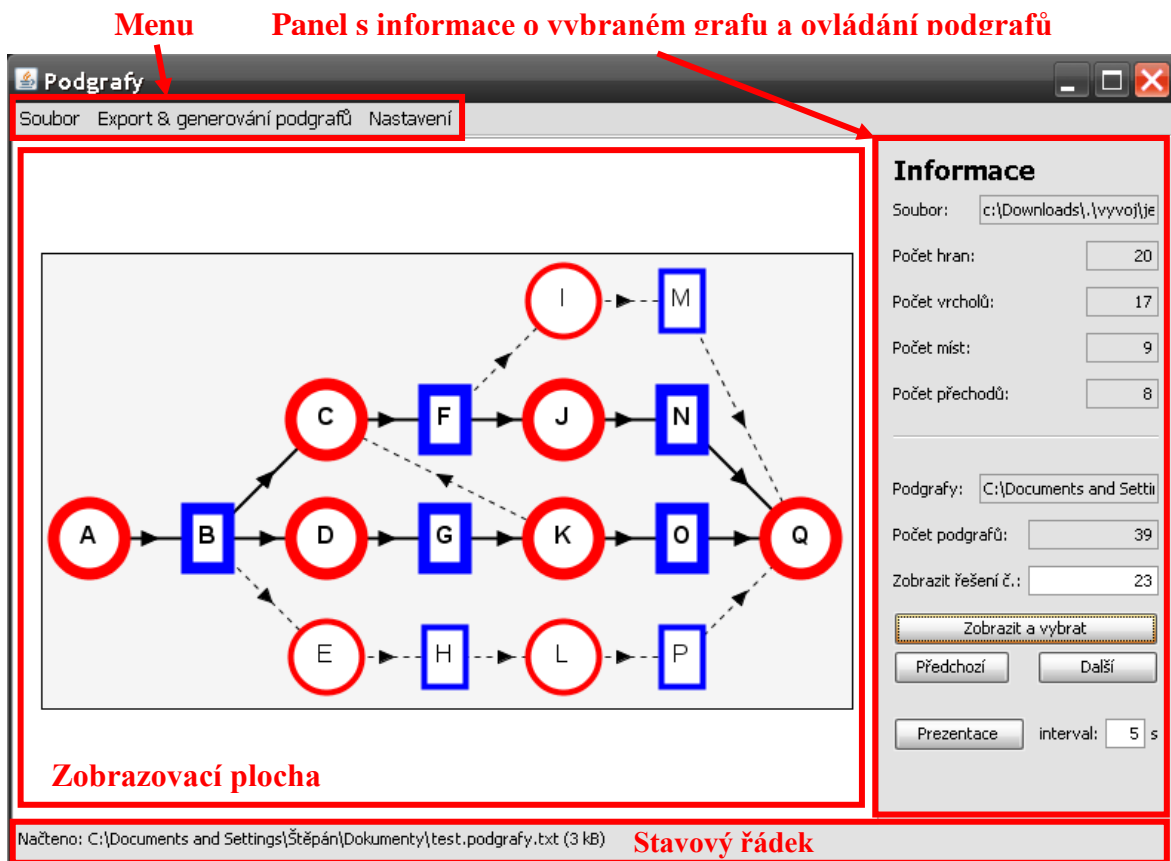 Menu
Panel s informace o vybraném grafu a ovládání podgrafů
Podgrafy
Soubor Export & generování podgrafů Nastavení
Informace
Soubor: c:\Downloads\.\vyvoj\je
Počet hran: 20
Počet vrcholů: 17
Počet míst: 9
Počet přechodů: 8
Podgrafy: C:\Documents and Settin
Počet podgrafů: 39
Zobrazit řešení č.: 23
Zobrazit a vybrat
Předchozí Další
Prezentace interval: 5 s
I M
C F J N
A B D G K O Q
E H L P
Zobrazovací plocha
Načteno: C:\Documents and Settings\Štěpán\Dokumenty\test.podgrafy.txt (3 kB)
Stavový řádek